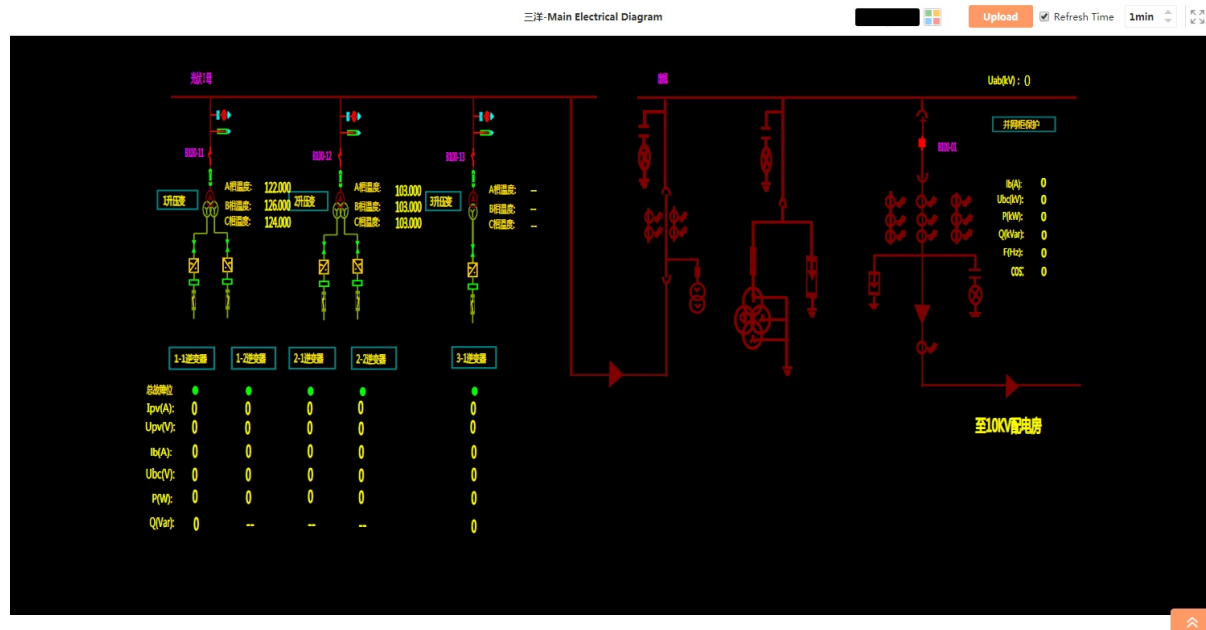 三洋-Main Electrical Diagram
Upload
Refresh Time
1min
光伏I母
Uab(kV) : 0
并网柜保护
B100-11
B100-12
B100-13
B100-01
1升压变
A相温度: 122.000
B相温度: 126.000
C相温度: 124.000
2升压变
A相温度: 103.000
B相温度: 103.000
C相温度: 103.000
3升压变
A相温度: --
B相温度: --
C相温度: --
Ib(A): 0
Ubc(kV): 0
P(kW): 0
Q(kVar): 0
F(Hz): 0
COS: 0
1-1逆变器 1-2逆变器 2-1逆变器 2-2逆变器 3-1逆变器
总故障位
Ipv(A): 0 0 0 0 0
Upv(V): 0 0 0 0 0
Ib(A): 0 0 0 0 0
Ubc(V): 0 0 0 0 0
P(W): 0 0 0 0 0
Q(Var): 0 -- -- -- 0
至10KV配电房